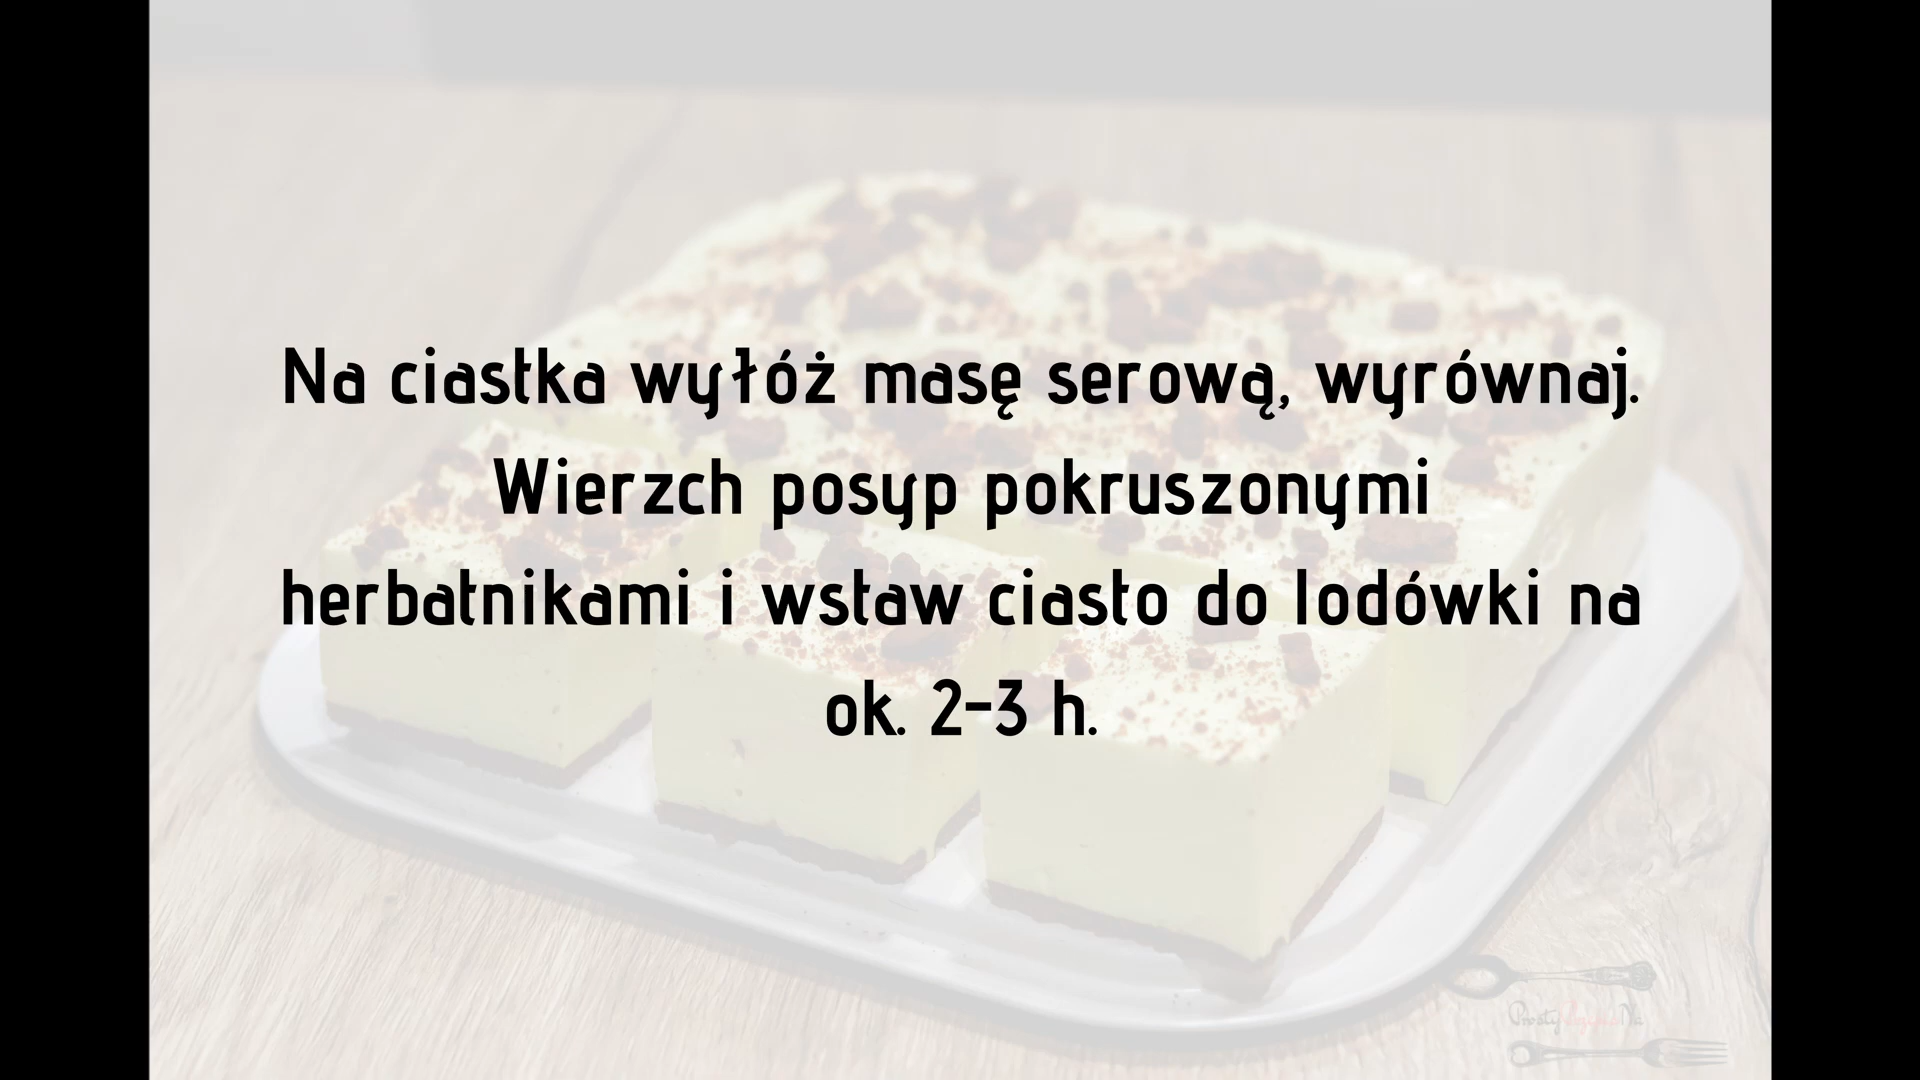 Na ciastka wyłóż masę serową, wyrównaj.
Wierzch posyp pokruszonymi
herbatnikami i wstaw ciasto do lodówki na
ok. 2-3 h.